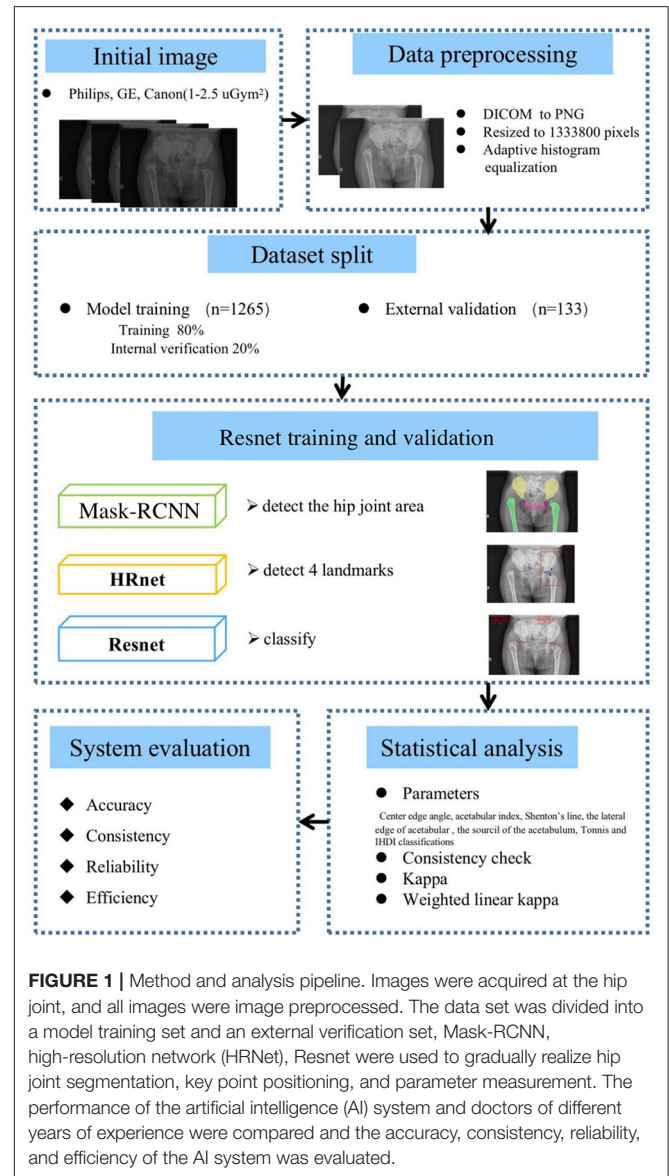 Initial image
● Philips, GE, Canon(1-2.5 uGym²)
Data preprocessing
● DICOM to PNG
● Resized to 1333800 pixels
● Adaptive histogram
equalization
Dataset split
● Model training (n=1265)
Training 80%
Internal verification 20%
● External validation (n=133)
Resnet training and validation
Mask-RCNN
➢ detect the hip joint area
HRnet
➢ detect 4 landmarks
Resnet
➢ classify
System evaluation
◆ Accuracy
◆ Consistency
◆ Reliability
◆ Efficiency
Statistical analysis
● Parameters
Center edge angle, acetabular index, Shenton's line, the lateral
edge of acetabular , the sourcil of the acetabulum, Tonnis and
IHDI classifications
● Consistency check
● Kappa
● Weighted linear kappa
FIGURE 1 | Method and analysis pipeline. Images were acquired at the hip
joint, and all images were image preprocessed. The data set was divided into
a model training set and an external verification set, Mask-RCNN,
high-resolution network (HRNet), Resnet were used to gradually realize hip
joint segmentation, key point positioning, and parameter measurement. The
performance of the artificial intelligence (AI) system and doctors of different
years of experience were compared and the accuracy, consistency, reliability,
and efficiency of the AI system was evaluated.